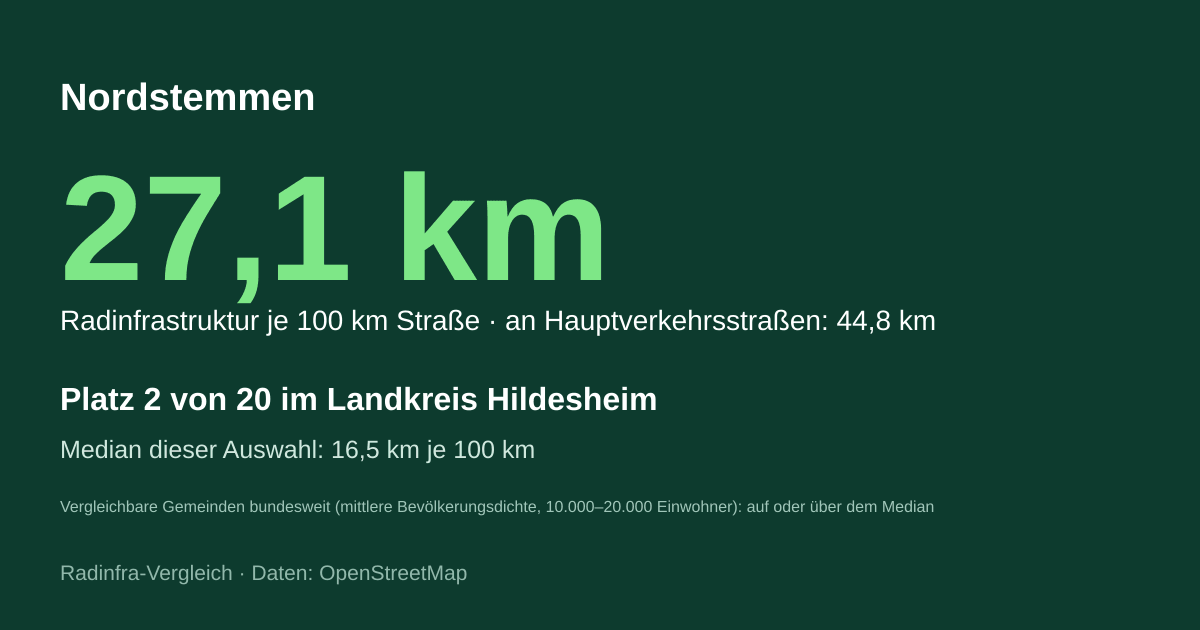 Nordstemmen
27,1 km
Radinfrastruktur je 100 km Straße · an Hauptverkehrsstraßen: 44,8 km
Platz 2 von 20 im Landkreis Hildesheim
Median dieser Auswahl: 16,5 km je 100 km
Vergleichbare Gemeinden bundesweit (mittlere Bevölkerungsdichte, 10.000–20.000 Einwohner): auf oder über dem Median
Radinfra-Vergleich · Daten: OpenStreetMap